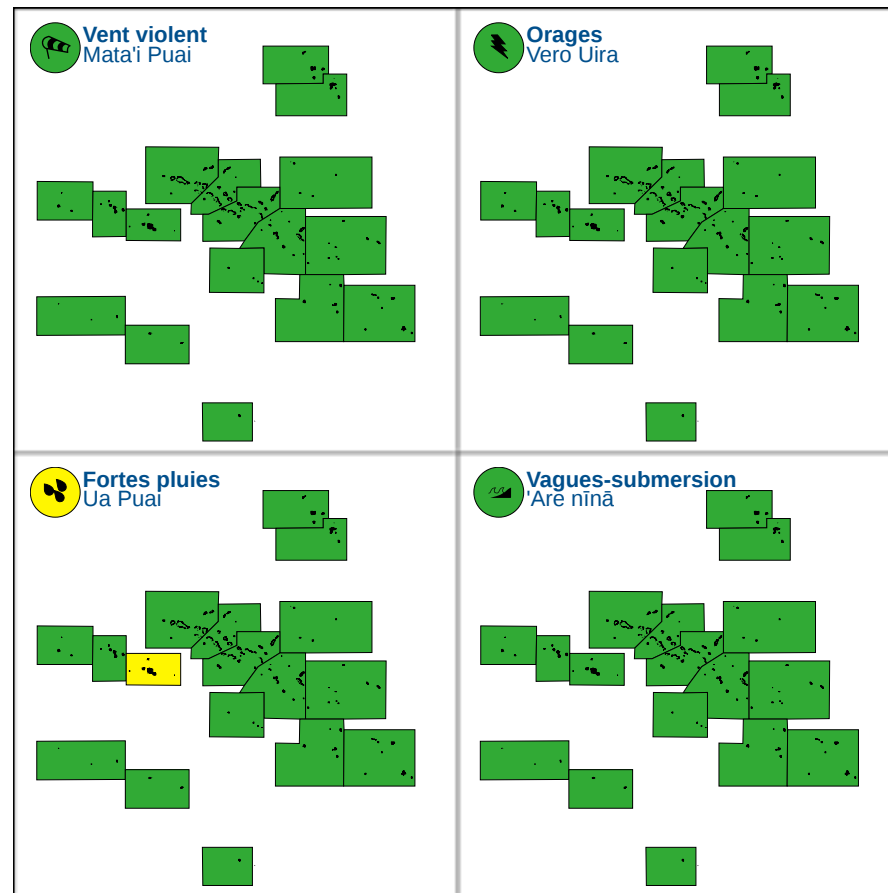 Vent violent
Mata'i Puai
Orages
Vero Uira
Fortes pluies
Ua Puai
Vagues-submersion
'Are nīnā